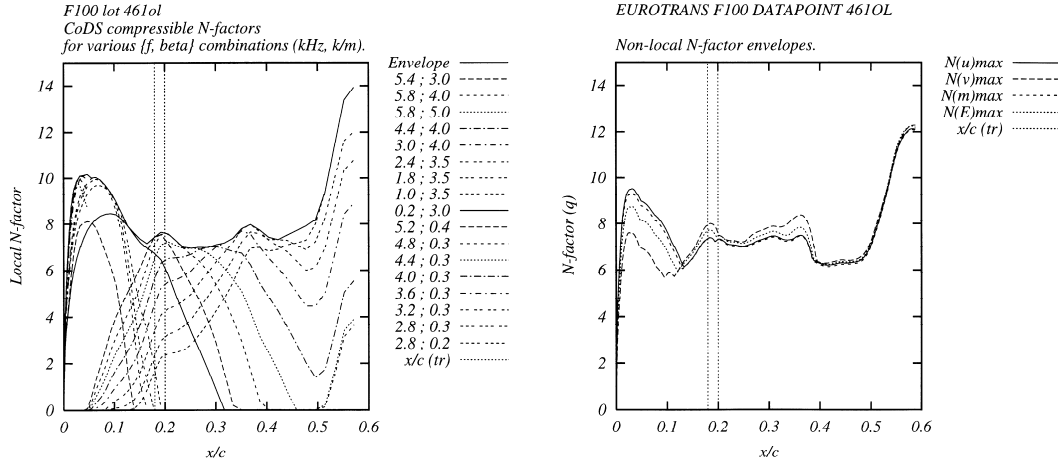 F100 lot 461ol
CoDS compressible N-factors
for various {f, beta} combinations (kHz, k/m).
Envelope
5.4 ; 3.0
5.8 ; 4.0
5.8 ; 5.0
4.4 ; 4.0
3.0 ; 4.0
2.4 ; 3.5
1.8 ; 3.5
1.0 ; 3.5
0.2 ; 3.0
5.2 ; 0.4
4.8 ; 0.3
4.4 ; 0.3
4.0 ; 0.3
3.6 ; 0.3
3.2 ; 0.3
2.8 ; 0.3
2.8 ; 0.2
x/c (tr)
14
12
10
8
6
4
2
0
Local N-factor
0 0.1 0.2 0.3 0.4 0.5 0.6
x/c
EUROTRANS F100 DATAPOINT 461OL
Non-local N-factor envelopes.
N(u)max
N(v)max
N(m)max
N(E)max
x/c (tr)
14
12
10
8
6
4
2
0
N-factor (q)
0 0.1 0.2 0.3 0.4 0.5 0.6
x/c